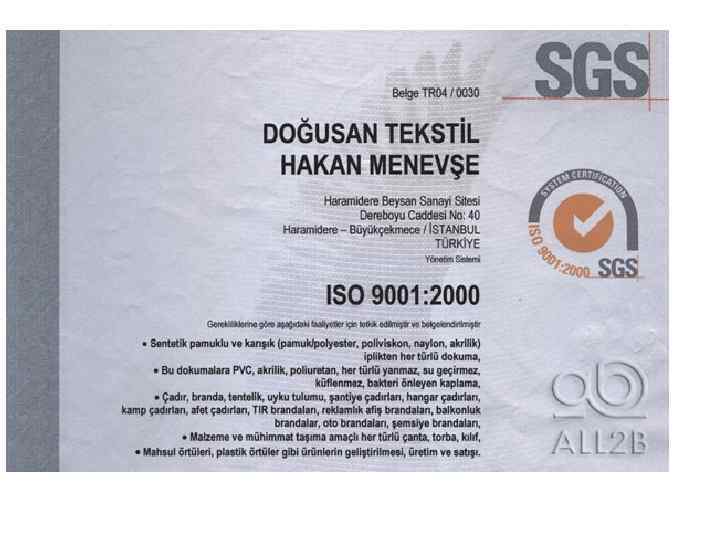 SGS
Belge TR04 / 0030
DOĞUSAN TEKSTİL
HAKAN MENEVŞE
Haramidere Beysan Sanayi Sitesi
Dereboyu Caddesi No: 40
Haramidere – Büyükçekmece / İSTANBUL
TÜRKİYE
Yönetim Sistemi
SYSTEM CERTIFICATION
ISO 9001:2000 SGS
ISO 9001:2000
Gerekliliklerine göre aşağıdaki faaliyetler için tetkik edilmiştir ve belgelendirilmiştir
• Sentetik pamuklu ve karışık (pamuk/polyester, poliviskon, naylon, akrilik)
iplikten her türlü dokuma,
• Bu dokumalara PVC, akrilik, poliuretan, her türlü yanmaz, su geçirmez,
küflenmez, bakteri önleyen kaplama,
• Çadır, branda, tentelik, uyku tulumu, şantiye çadırları, hangar çadırları,
kamp çadırları, afet çadırları, TIR brandaları, reklamlık afiş brandaları, balkonluk
brandalar, oto brandaları, şemsiye brandaları,
• Malzeme ve mühimmat taşıma amaçlı her türlü çanta, torba, kılıf,
• Mahsul örtüleri, plastik örtüler gibi ürünlerin geliştirilmesi, üretim ve satışı.
ab
ALL2B